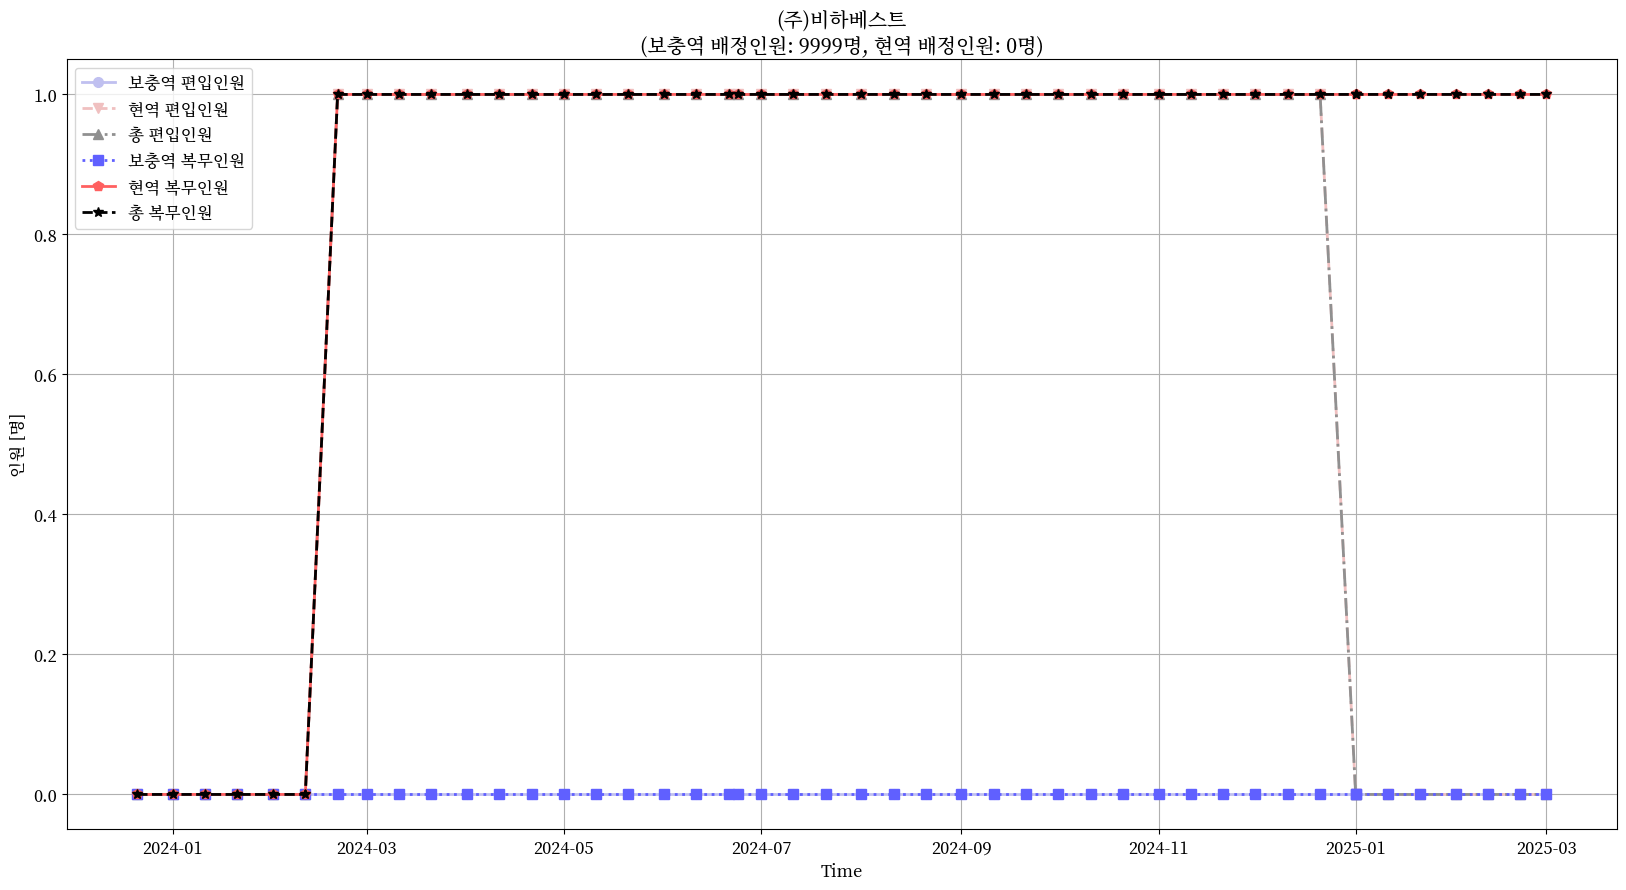 (주)비하베스트
(보충역 배정인원: 9999명, 현역 배정인원: 0명)
보충역 편입인원
현역 편입인원
총 편입인원
보충역 복무인원
현역 복무인원
총 복무인원
1.0
0.8
0.6
0.4
0.2
0.0
인원 [명]
2024-01
2024-03
2024-05
2024-07
2024-09
2024-11
2025-01
2025-03
Time